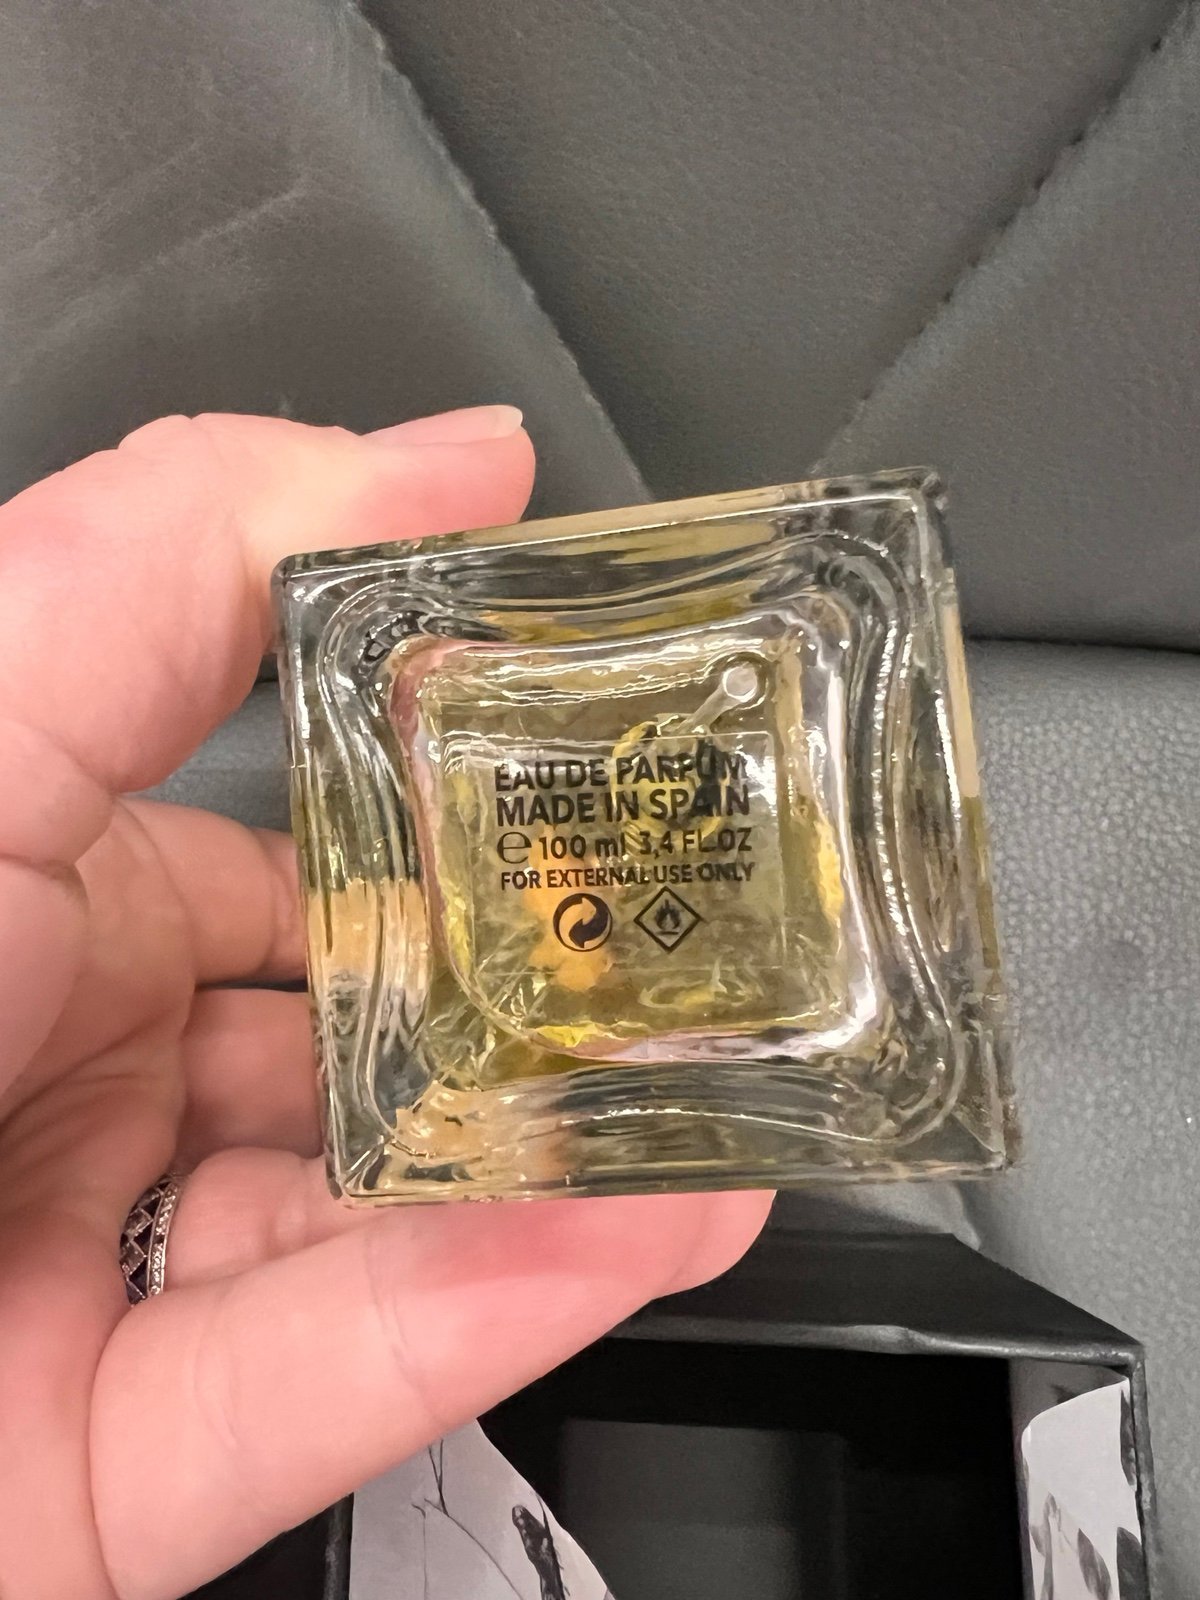 EAU DE PARFUM
MADE IN SPAIN
℮ 100 ml 3,4 FL.OZ
FOR EXTERNAL USE ONLY